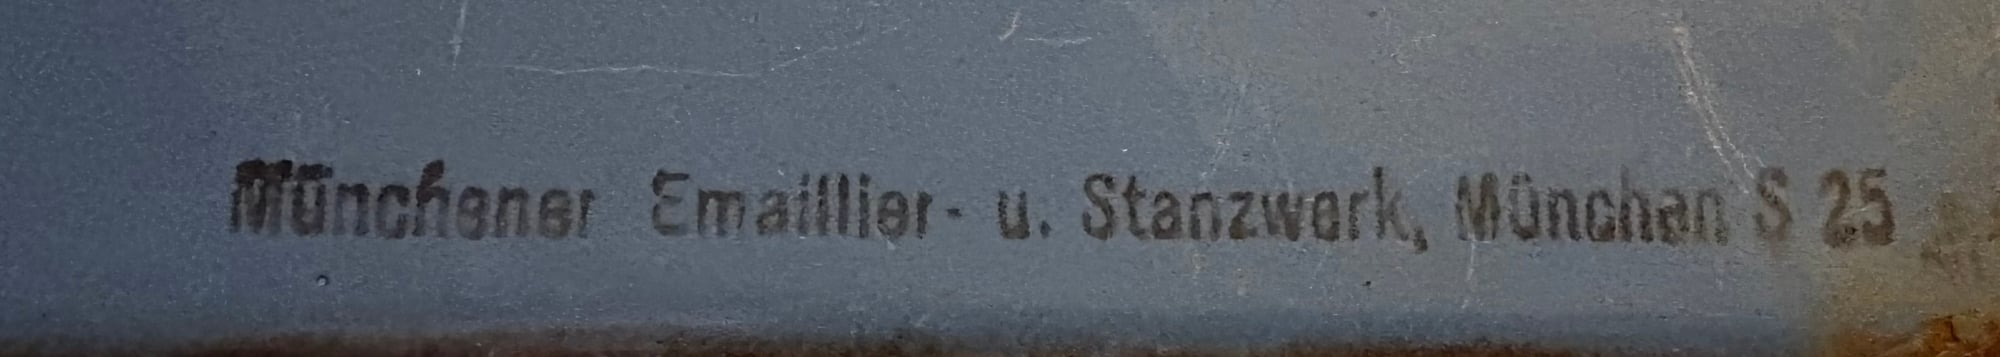 Münchener Emaillier- u. Stanzwerk, München S 25